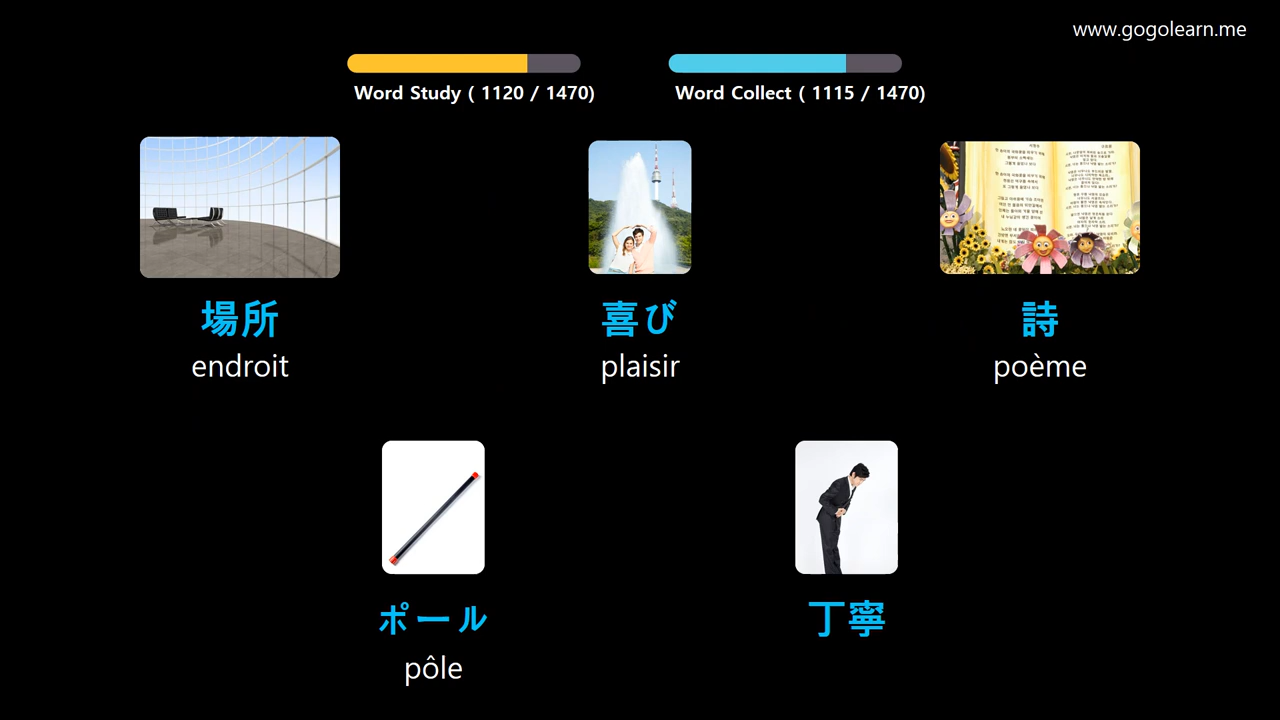 www.gogolearn.me
Word Study ( 1120 / 1470)
Word Collect ( 1115 / 1470)
場所
endroit
喜び
plaisir
詩
poème
ポール
pôle
丁寧